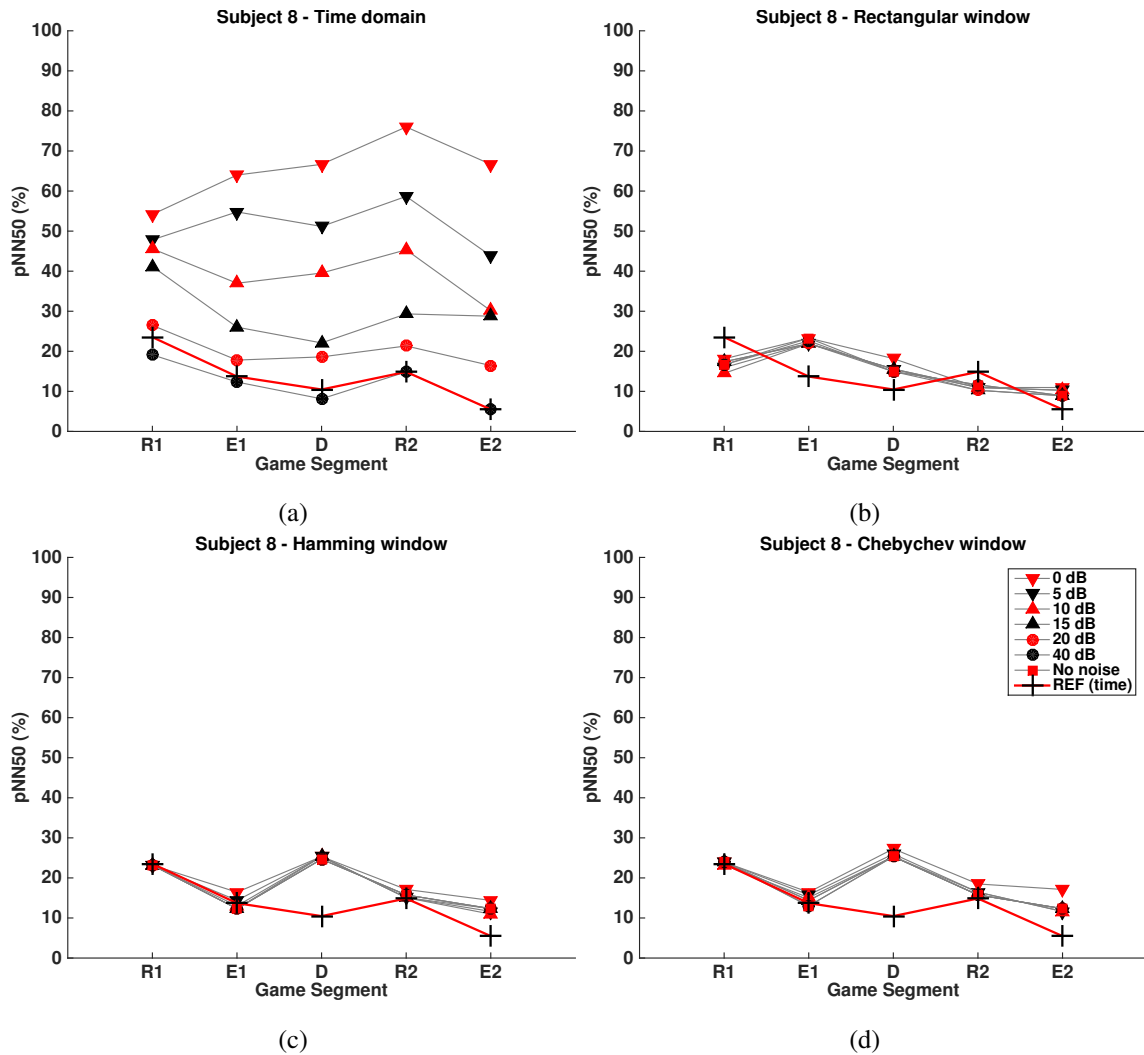 Subject 8 - Time domain
100
90
80
70
60
50
40
30
20
10
0
pNN50 (%)
R1 E1 D R2 E2
Game Segment
(a)
Subject 8 - Rectangular window
100
90
80
70
60
50
40
30
20
10
0
pNN50 (%)
R1 E1 D R2 E2
Game Segment
(b)
Subject 8 - Hamming window
100
90
80
70
60
50
40
30
20
10
0
pNN50 (%)
R1 E1 D R2 E2
Game Segment
(c)
Subject 8 - Chebychev window
100
90
80
70
60
50
40
30
20
10
0
pNN50 (%)
0 dB
5 dB
10 dB
15 dB
20 dB
40 dB
No noise
REF (time)
R1 E1 D R2 E2
Game Segment
(d)